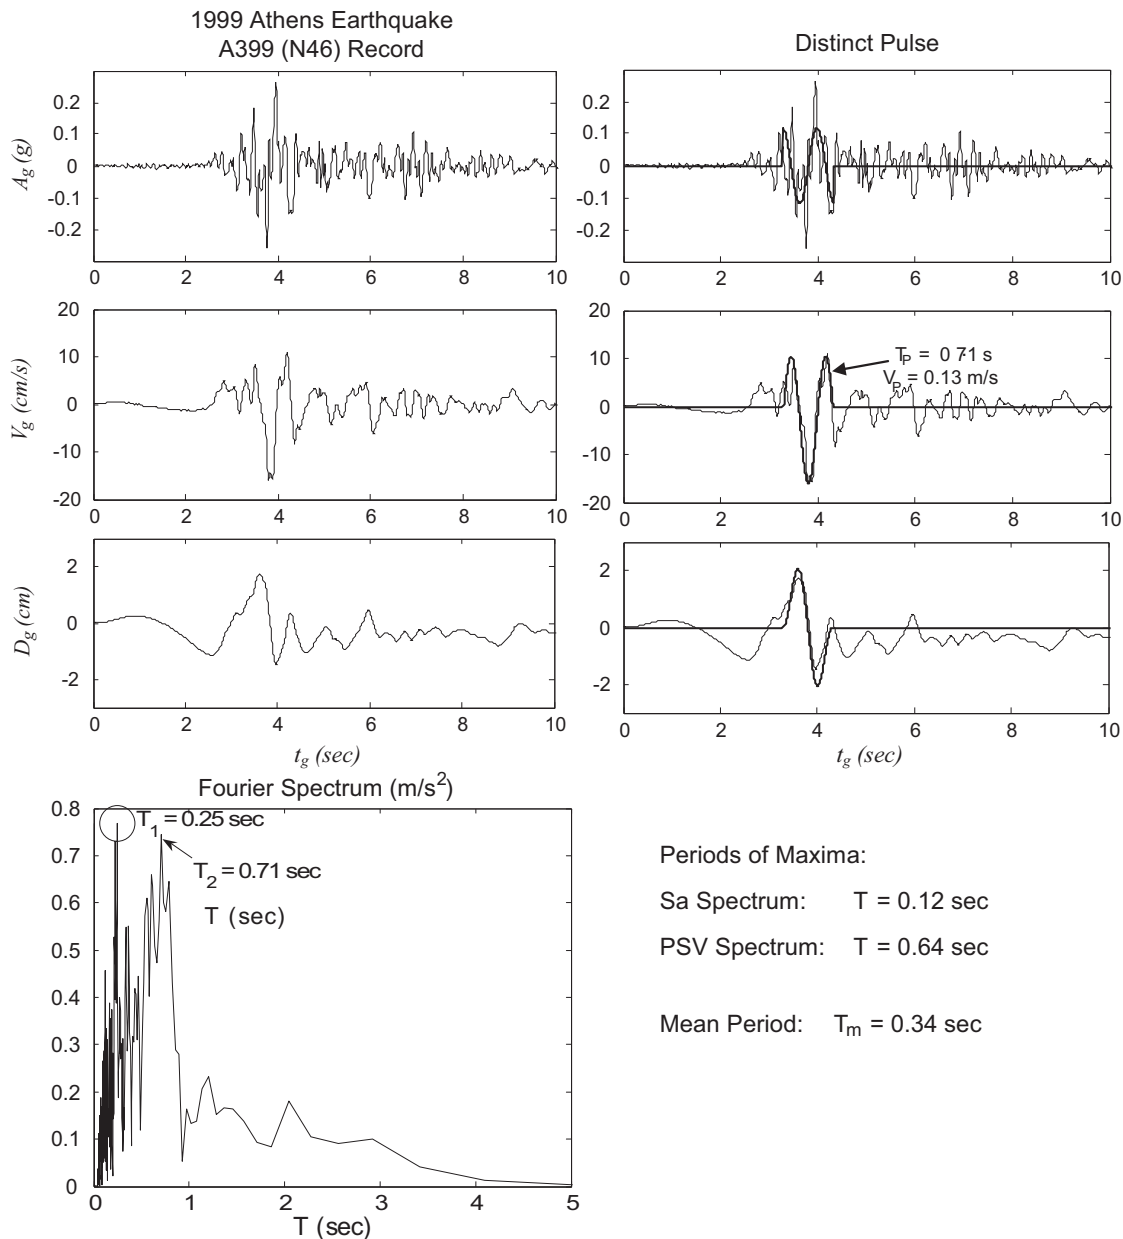 1999 Athens Earthquake
A399 (N46) Record
Distinct Pulse
A_g (g)
0.2
0.1
0
-0.1
-0.2
0 2 4 6 8 10
0.2
0.1
0
-0.1
-0.2
0 2 4 6 8 10
V_g (cm/s)
20
10
0
-10
-20
0 2 4 6 8 10
20
10
0
-10
-20
T_P = 0 71 s
V_P = 0.13 m/s
0 2 4 6 8 10
D_g (cm)
2
0
-2
0 2 4 6 8 10
t_g (sec)
2
0
-2
0 2 4 6 8 10
t_g (sec)
Fourier Spectrum (m/s²)
0.8
0.7
0.6
0.5
0.4
0.3
0.2
0.1
0
T_1 = 0.25 sec
T_2 = 0.71 sec
T (sec)
0 1 2 3 4 5
T (sec)
Periods of Maxima:
Sa Spectrum: T = 0.12 sec
PSV Spectrum: T = 0.64 sec
Mean Period: T_m = 0.34 sec